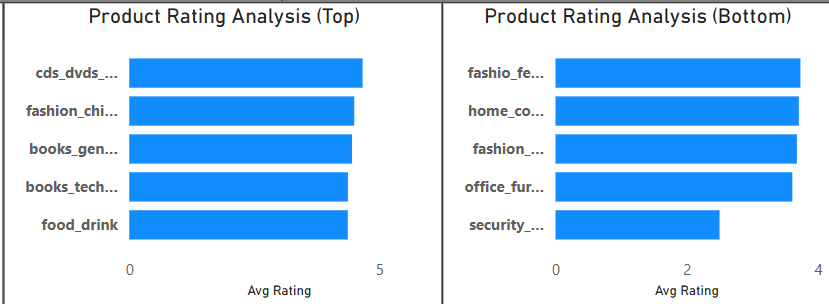 Product Rating Analysis (Top)
cds_dvds_...
fashion_chi...
books_gen...
books_tech...
food_drink
0 5
Avg Rating
Product Rating Analysis (Bottom)
fashio_fe...
home_co...
fashion_...
office_fur...
security_...
0 2 4
Avg Rating